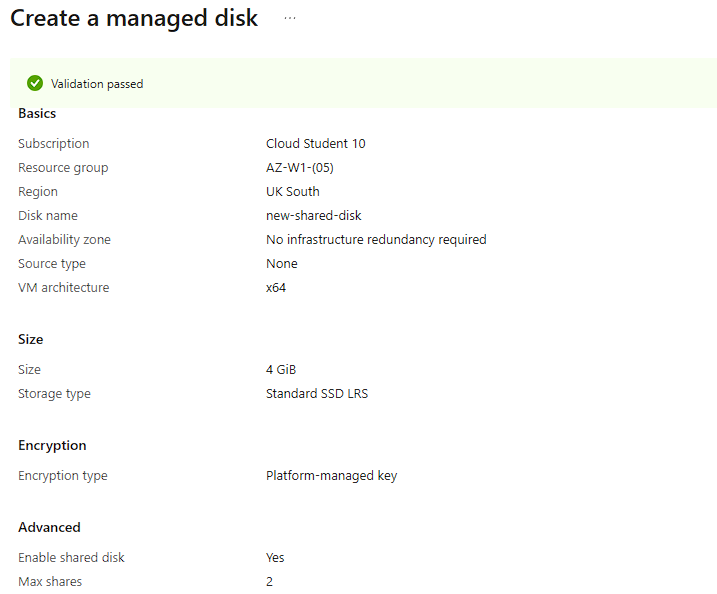 Create a managed disk ...
Validation passed
Basics
Subscription Cloud Student 10
Resource group AZ-W1-(05)
Region UK South
Disk name new-shared-disk
Availability zone No infrastructure redundancy required
Source type None
VM architecture x64
Size
Size 4 GiB
Storage type Standard SSD LRS
Encryption
Encryption type Platform-managed key
Advanced
Enable shared disk Yes
Max shares 2